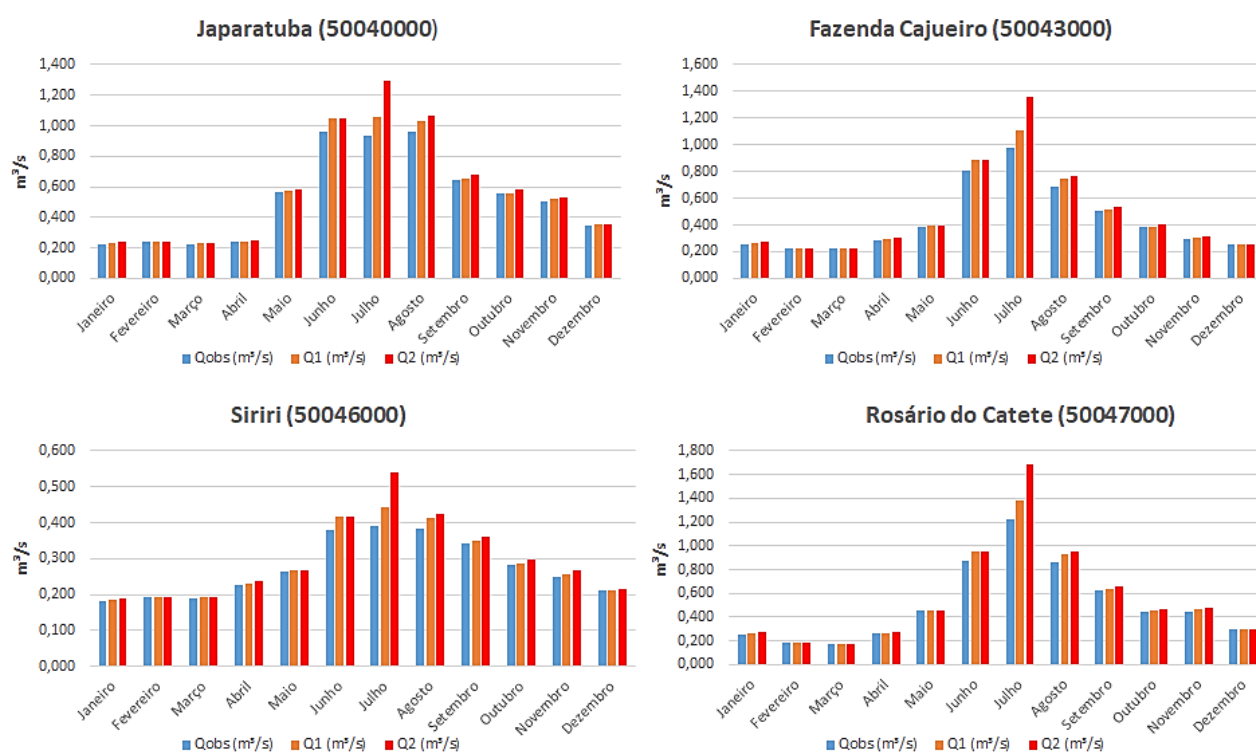 Japaratuba (50040000)
m³/s
1,400
1,200
1,000
0,800
0,600
0,400
0,200
0,000
Janeiro
Fevereiro
Março
Abril
Maio
Junho
Julho
Agosto
Setembro
Outubro
Novembro
Dezembro
Qobs (m³/s) Q1 (m³/s) Q2 (m³/s)
Fazenda Cajueiro (50043000)
m³/s
1,600
1,400
1,200
1,000
0,800
0,600
0,400
0,200
0,000
Janeiro
Fevereiro
Março
Abril
Maio
Junho
Julho
Agosto
Setembro
Outubro
Novembro
Dezembro
Qobs (m³/s) Q1 (m³/s) Q2 (m³/s)
Siriri (50046000)
m³/s
0,600
0,500
0,400
0,300
0,200
0,100
0,000
Janeiro
Fevereiro
Março
Abril
Maio
Junho
Julho
Agosto
Setembro
Outubro
Novembro
Dezembro
Qobs (m³/s) Q1 (m³/s) Q2 (m³/s)
Rosário do Catete (50047000)
m³/s
1,800
1,600
1,400
1,200
1,000
0,800
0,600
0,400
0,200
0,000
Janeiro
Fevereiro
Março
Abril
Maio
Junho
Julho
Agosto
Setembro
Outubro
Novembro
Dezembro
Qobs (m³/s) Q1 (m³/s) Q2 (m³/s)